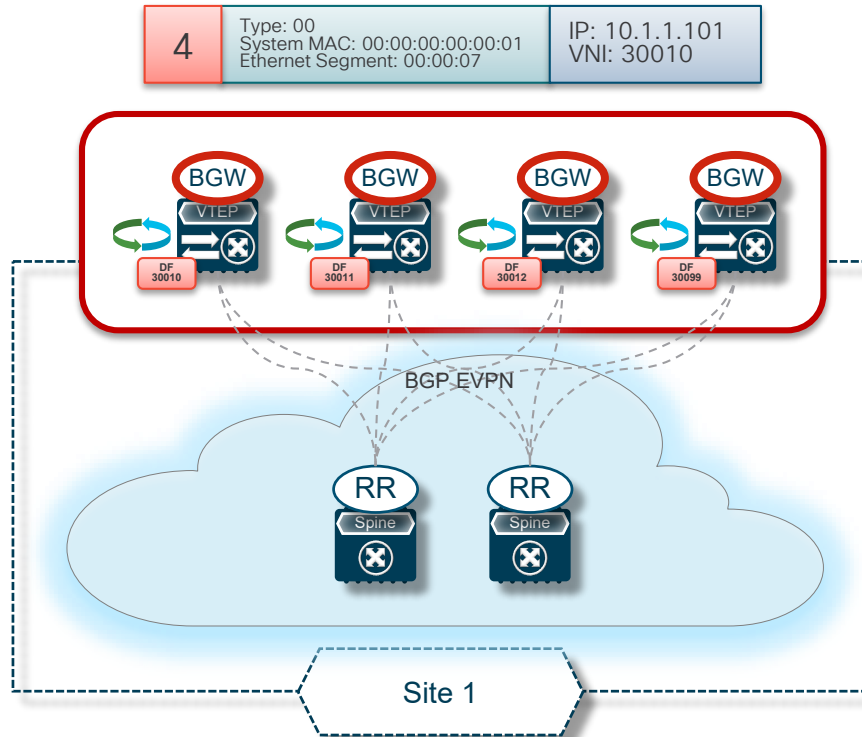 4
Type: 00
System MAC: 00:00:00:00:00:01
Ethernet Segment: 00:00:07
IP: 10.1.1.101
VNI: 30010
BGW
BGW
BGW
BGW
VTEP
VTEP
VTEP
VTEP
DF
30010
DF
30011
DF
30012
DF
30099
BGP EVPN
RR
RR
Spine
Spine
Site 1